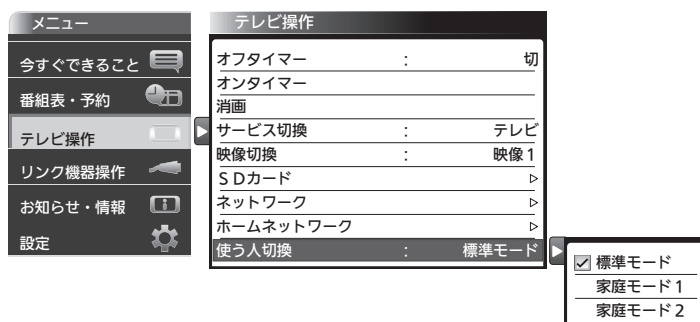 メニュー
今すぐできること
番組表・予約
テレビ操作
リンク機器操作
お知らせ・情報
設定
テレビ操作
オフタイマー : 切
オンタイマー
消画
サービス切換 : テレビ
映像切換 : 映像1
SDカード
ネットワーク
ホームネットワーク
使う人切換 : 標準モード
標準モード
家庭モード1
家庭モード2